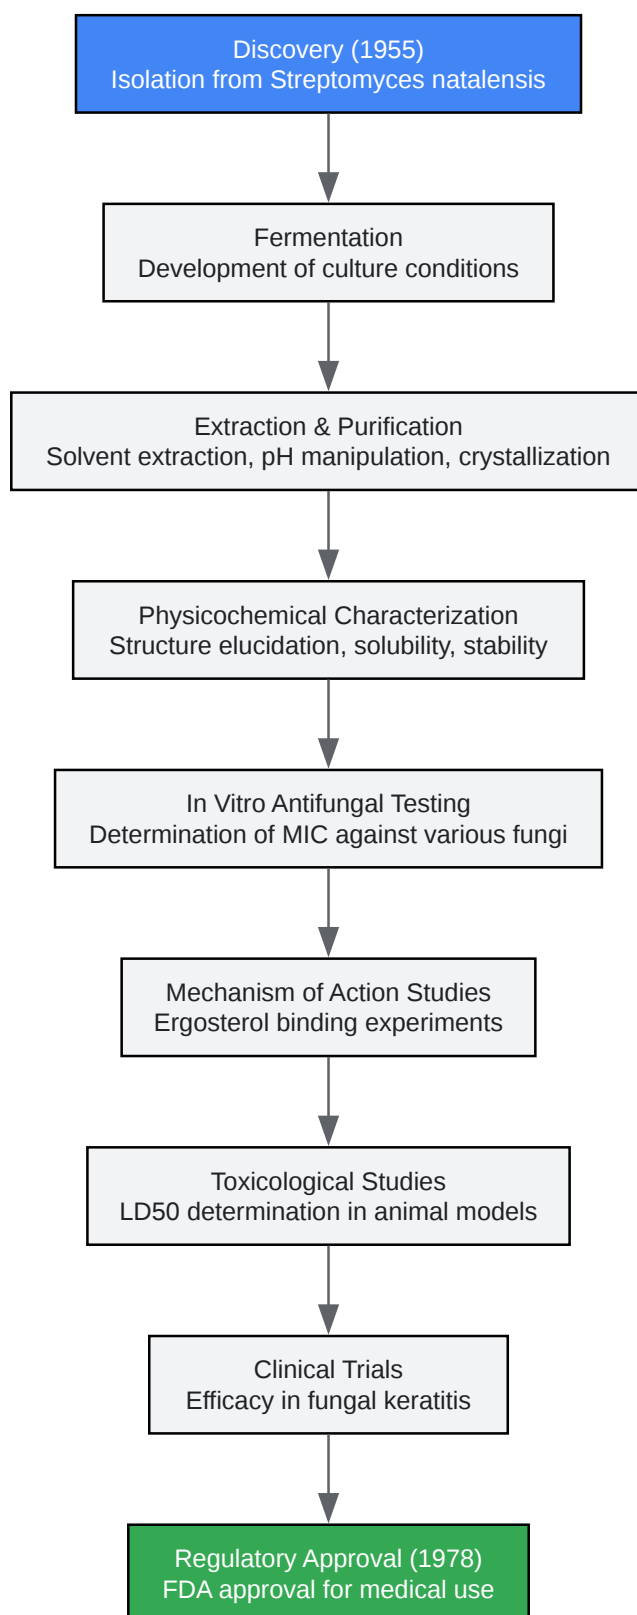 Discovery (1955)
Isolation from Streptomyces natalensis
Fermentation
Development of culture conditions
Extraction & Purification
Solvent extraction, pH manipulation, crystallization
Physicochemical Characterization
Structure elucidation, solubility, stability
In Vitro Antifungal Testing
Determination of MIC against various fungi
Mechanism of Action Studies
Ergosterol binding experiments
Toxicological Studies
LD50 determination in animal models
Clinical Trials
Efficacy in fungal keratitis
Regulatory Approval (1978)
FDA approval for medical use